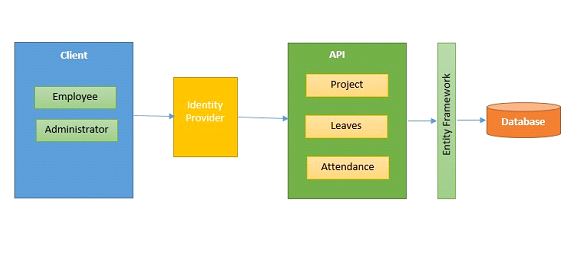 Client
Employee
Administrator
Identity
Provider
API
Project
Leaves
Attendance
Entity Framework
Database